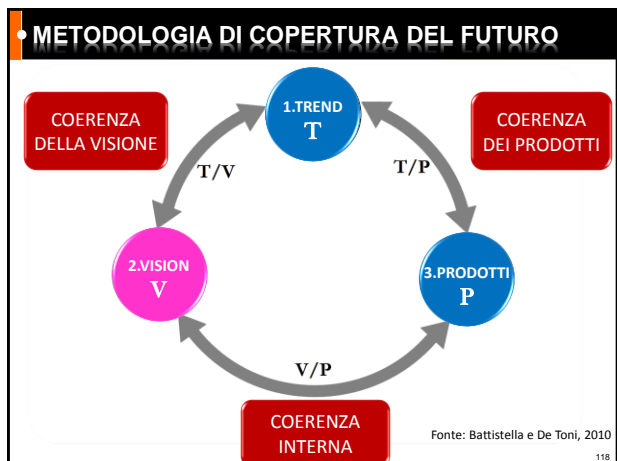 METODOLOGIA DI COPERTURA DEL FUTURO
COERENZA
DELLA VISIONE
1.TREND
T
COERENZA
DEI PRODOTTI
T/V
T/P
2.VISION
V
3.PRODOTTI
P
V/P
COERENZA
INTERNA
Fonte: Battistella e De Toni, 2010
118